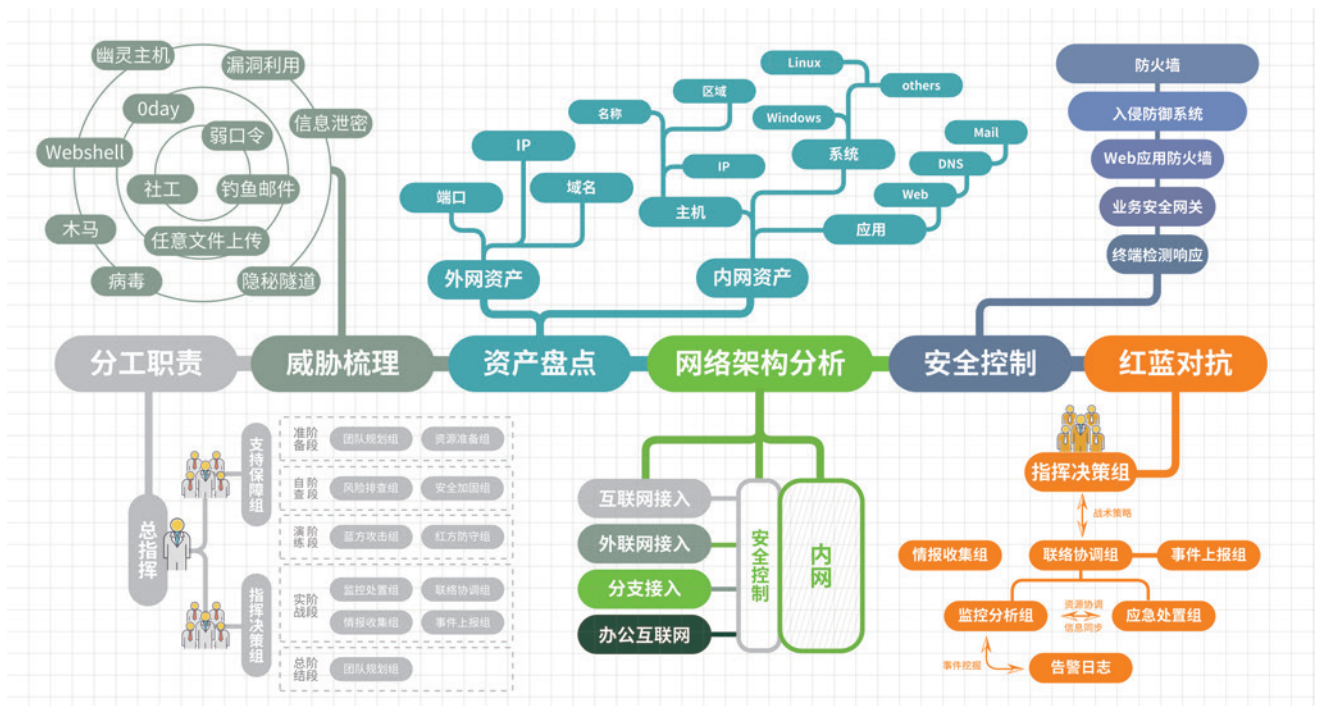 幽灵主机
漏洞利用
0day
信息泄密
弱口令
Webshell
社工
钓鱼邮件
木马
任意文件上传
病毒
隐秘隧道
端口
IP
域名
外网资产
名称
区域
IP
主机
Linux
others
Windows
系统
Mail
DNS
Web
应用
内网资产
防火墙
入侵防御系统
Web应用防火墙
业务安全网关
终端检测响应
分工职责
威胁梳理
资产盘点
网络架构分析
安全控制
红蓝对抗
总指挥
支持保障组
指挥决策组
准备阶段
团队规划组
资源准备组
自查阶段
风险排查组
安全加固组
演练阶段
蓝方攻击组
红方防守组
实战阶段
监控处置组
联络协调组
情报收集组
事件上报组
总结阶段
团队规划组
互联网接入
外联网接入
分支接入
办公互联网
安全控制
内网
指挥决策组
战术策略
情报收集组
联络协调组
事件上报组
监控分析组
资源协调
信息同步
应急处置组
事件挖掘
告警日志